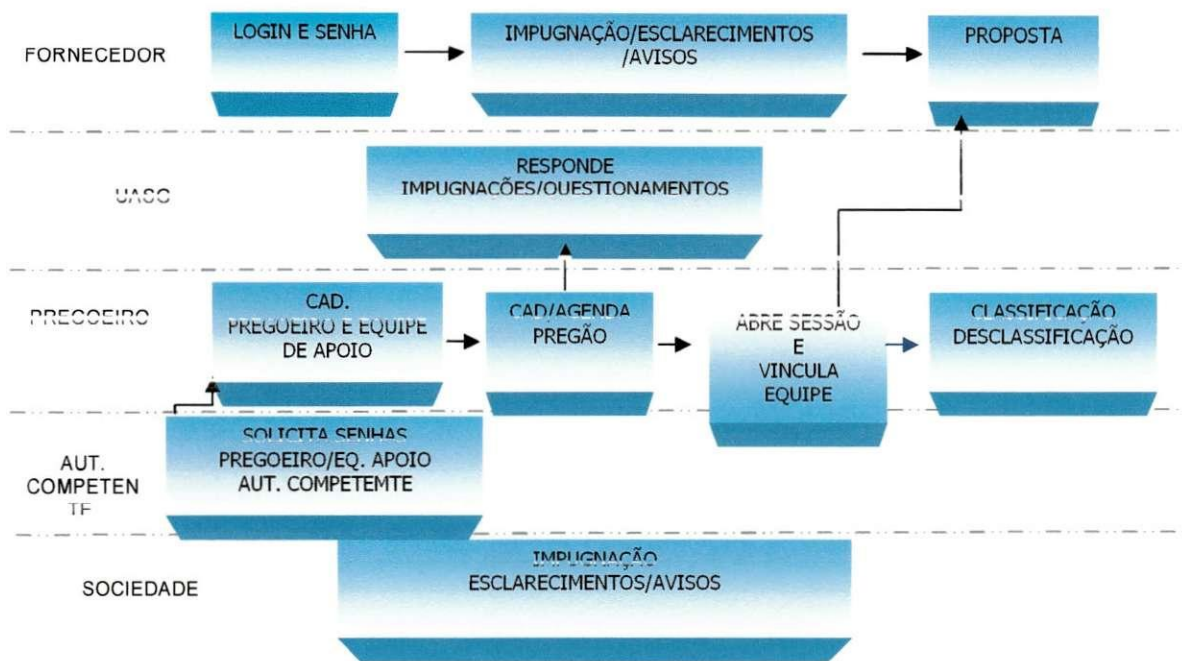 FORNECEDOR
LOGIN E SENHA
IMPUGNAÇÃO/ESCLARECIMENTOS
/AVISOS
PROPOSTA
UASG
RESPONDE
IMPUGNAÇÕES/QUESTIONAMENTOS
PREGOEIRO
CAD.
PREGOEIRO E EQUIPE
DE APOIO
CAD/AGENDA
PREGÃO
ABRE SESSÃO
E
VINCULA
EQUIPE
CLASSIFICAÇÃO
DESCLASSIFICAÇÃO
AUT.
COMPETEN
TE
SOLICITA SENHAS
PREGOEIRO/EQ. APOIO
AUT. COMPETEMTE
SOCIEDADE
IMPUGNAÇÃO
ESCLARECIMENTOS/AVISOS